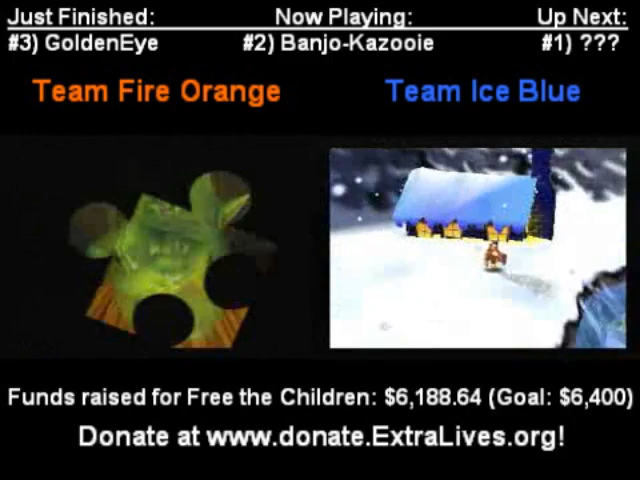 Just Finished: Now Playing: Up Next:
#3) GoldenEye #2) Banjo-Kazooie #1) ???
Team Fire Orange Team Ice Blue
Funds raised for Free the Children: $6,188.64 (Goal: $6,400)
Donate at www.donate.ExtraLives.org!